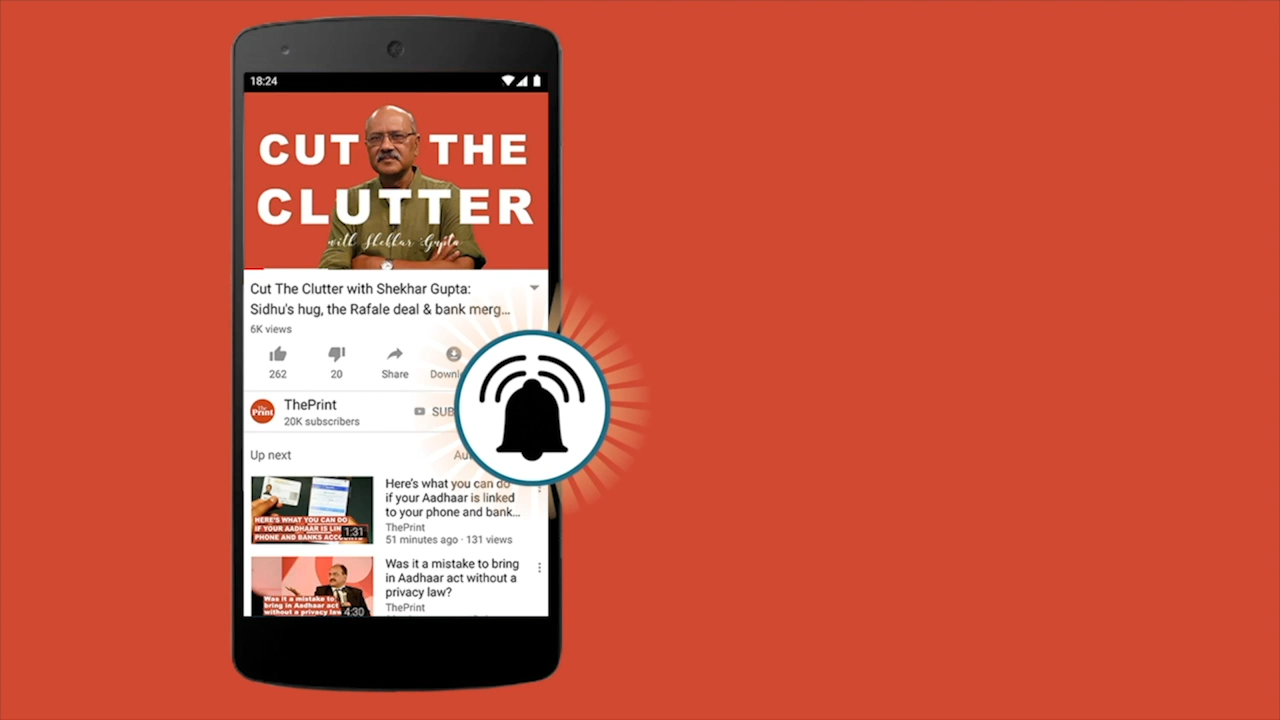 18:24
CUT THE
CLUTTER
with Shekhar Gupta
Cut The Clutter with Shekhar Gupta:
Sidhu's hug, the Rafale deal & bank merg...
6K views
262
20
Share
Downl
The
Print
ThePrint
20K subscribers
SUB
Up next
Au
HERE'S WHAT YOU CAN DO
IF YOUR AADHAAR IS LIN
PHONE AND BANKS ACCOUNTS
1:31
Here's what you can do
if your Aadhaar is linked
to your phone and bank...
ThePrint
51 minutes ago · 131 views
Was it a mistake to
bring in Aadhaar act
without a privacy law
4:30
Was it a mistake to bring
in Aadhaar act without a
privacy law?
ThePrint